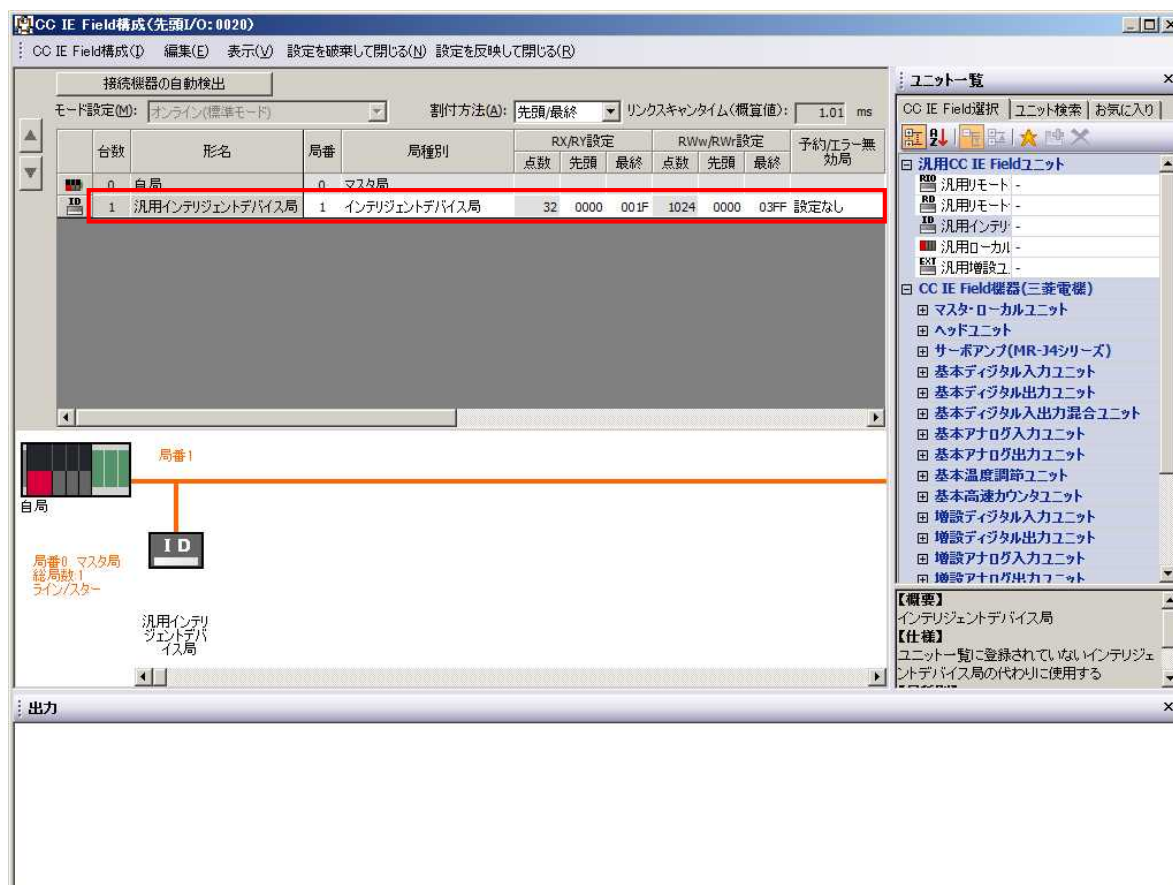 CC IE Field構成(先頭I/O:0020)
CC IE Field構成(I) 編集(E) 表示(V) 設定を破棄して閉じる(N) 設定を反映して閉じる(R)
接続機器の自動検出
モード設定(M): オンライン(標準モード) 割付方法(A): 先頭/最終 リンクスキャンタイム(概算値): 1.01 ms
台数 形名 局番 局種別 RX/RY設定 RWw/RWr設定 予約/エラー無効局
点数 先頭 最終 点数 先頭 最終
0 自局 0 マスタ局
1 汎用インテリジェントデバイス局 1 インテリジェントデバイス局 32 0000 001F 1024 0000 03FF 設定なし
局番1
自局
局番0 マスタ局
総局数:1
ライン/スター
ID
汎用インテリ
ジェントデバ
イス局
ユニット一覧 ×
CC IE Field選択 ユニット検索 お気に入り
汎用CC IE Fieldユニット
RIO 汎用リモート -
RD 汎用リモート -
ID 汎用インテリ -
汎用ローカル -
EXT 汎用増設ユ -
CC IE Field機器(三菱電機)
マスタ・ローカルユニット
ヘッドユニット
サーボアンプ(MR-J4シリーズ)
基本ディジタル入力ユニット
基本ディジタル出力ユニット
基本ディジタル入出力混合ユニット
基本アナログ入力ユニット
基本アナログ出力ユニット
基本温度調節ユニット
基本高速カウンタユニット
増設ディジタル入力ユニット
増設ディジタル出力ユニット
増設アナログ入力ユニット
増設アナログ出力ユニット
【概要】
インテリジェントデバイス局
【仕様】
ユニット一覧に登録されていないインテリジェ
ントデバイス局の代わりに使用する
出力 ×